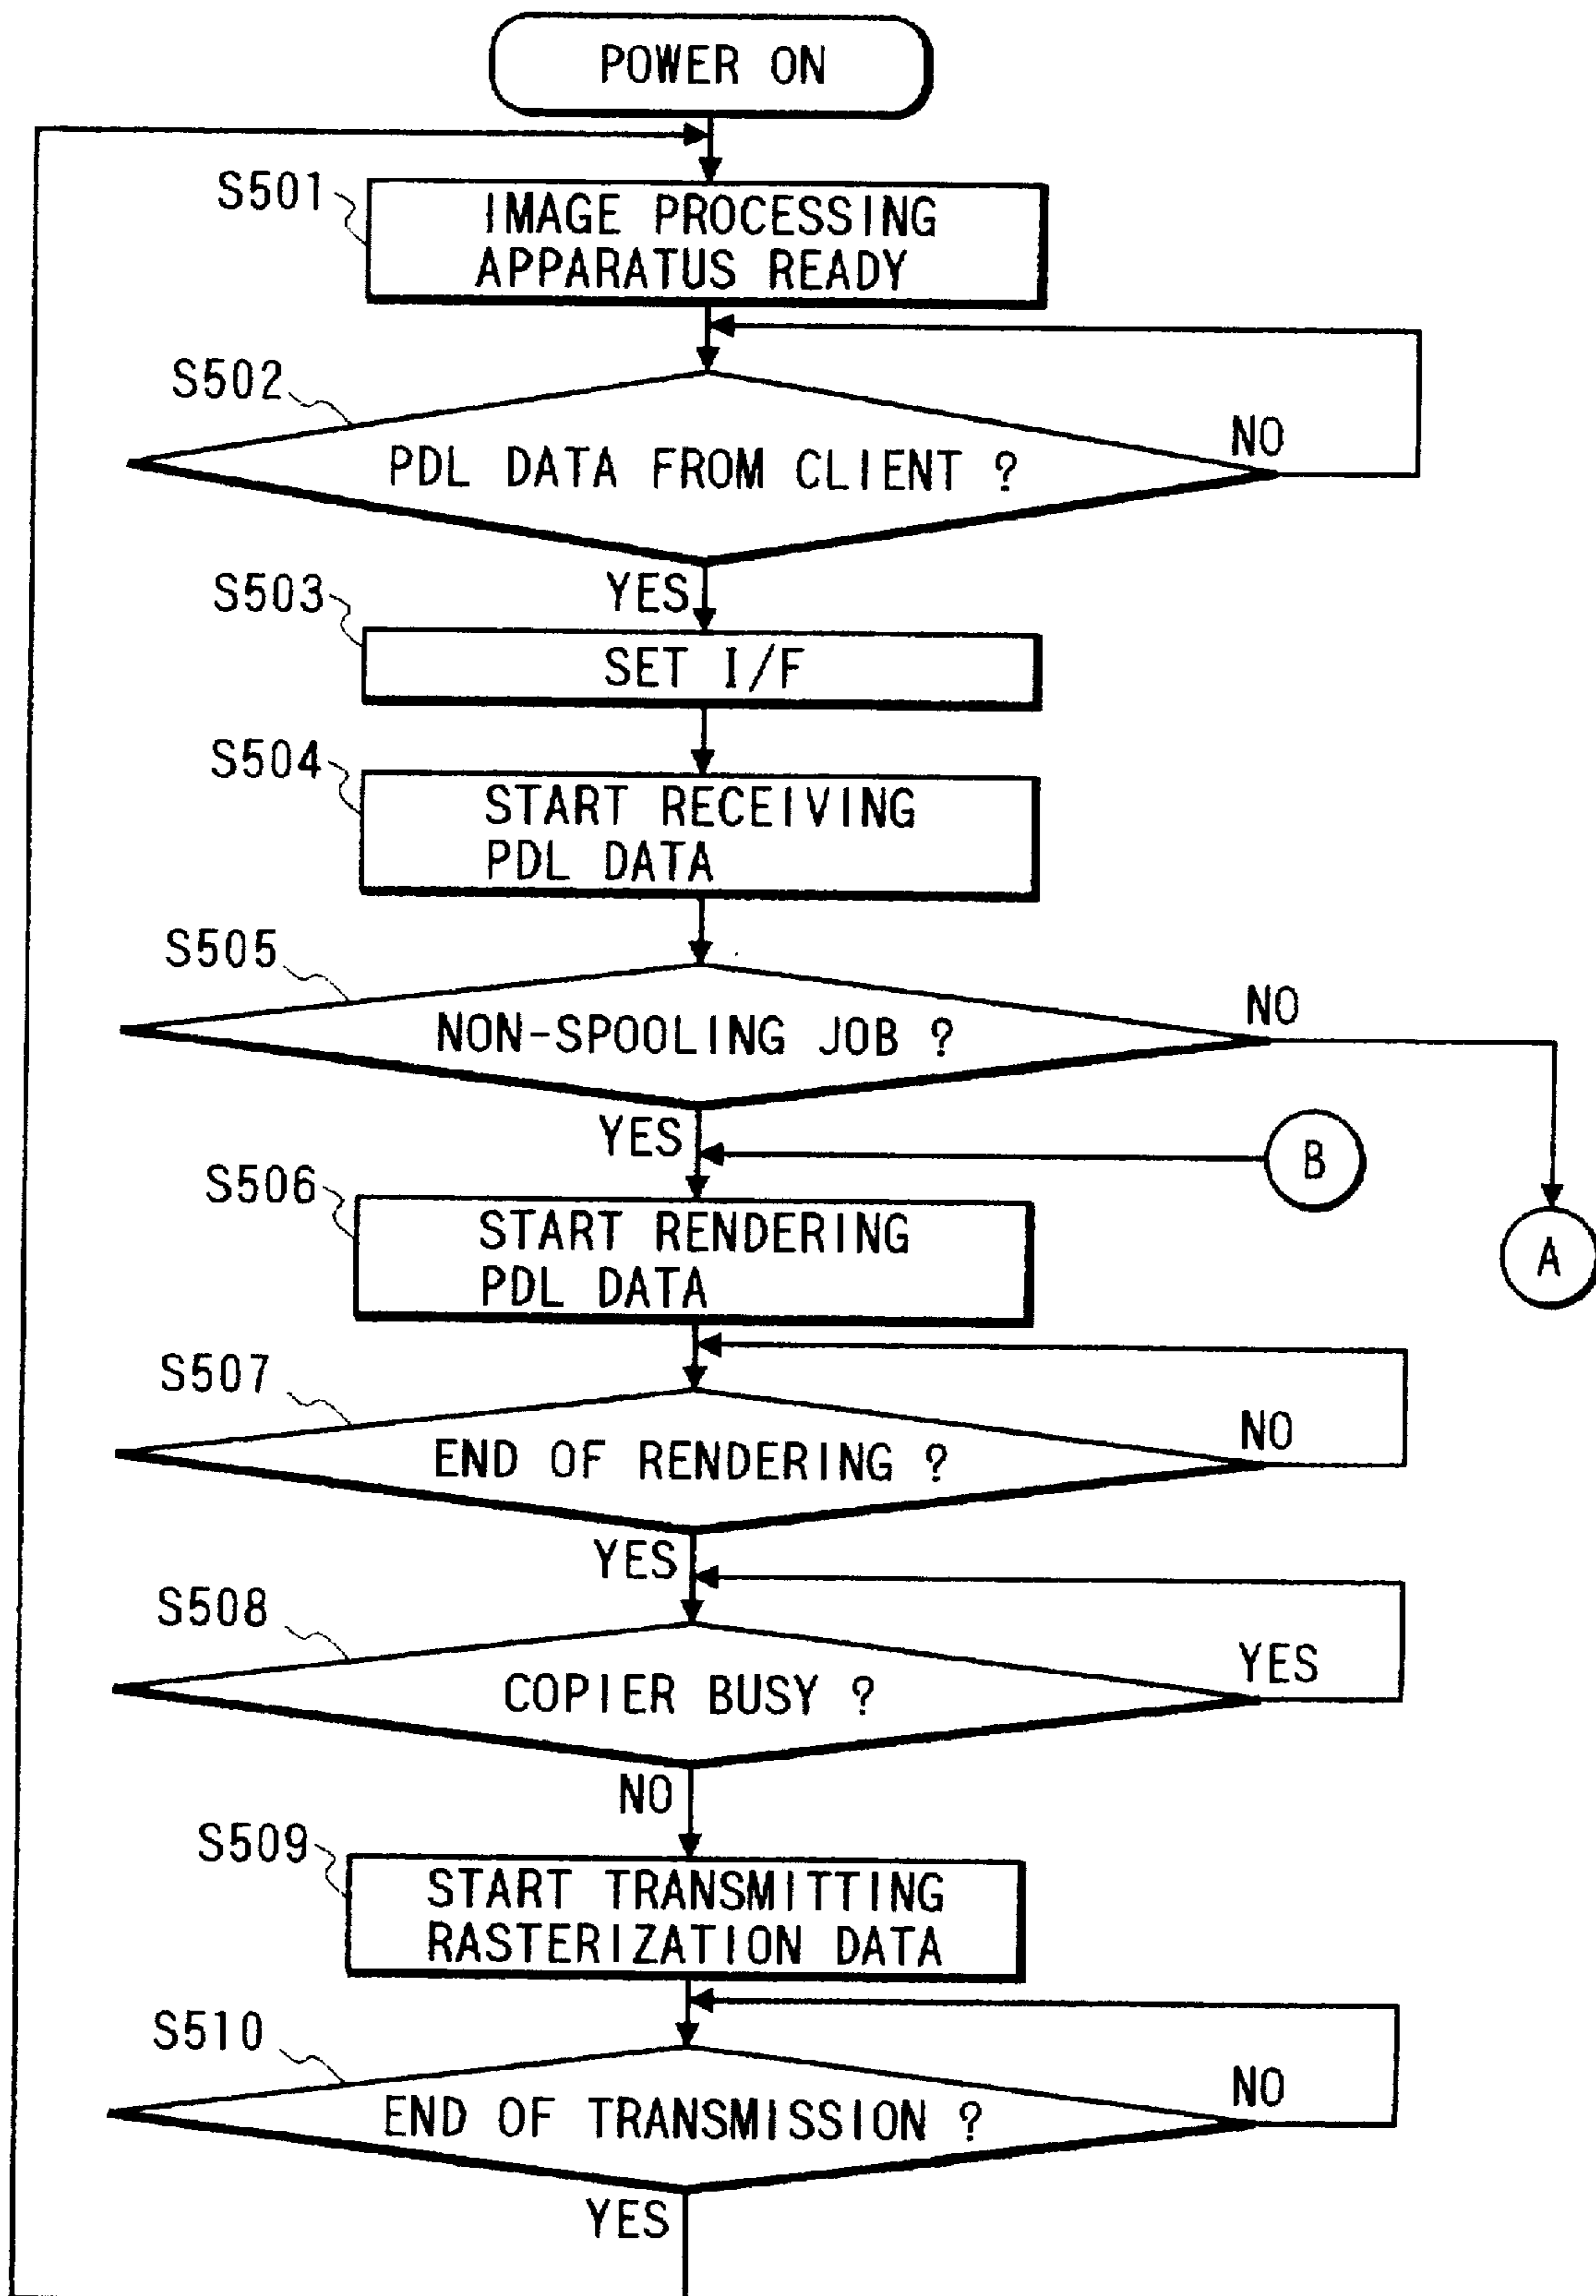 POWER ON
S501
IMAGE PROCESSING
APPARATUS READY
S502
PDL DATA FROM CLIENT ?
NO
YES
S503
SET I/F
S504
START RECEIVING
PDL DATA
S505
NON-SPOOLING JOB ?
NO
YES
B
A
S506
START RENDERING
PDL DATA
S507
END OF RENDERING ?
NO
YES
S508
COPIER BUSY ?
YES
NO
S509
START TRANSMITTING
RASTERIZATION DATA
S510
END OF TRANSMISSION ?
NO
YES